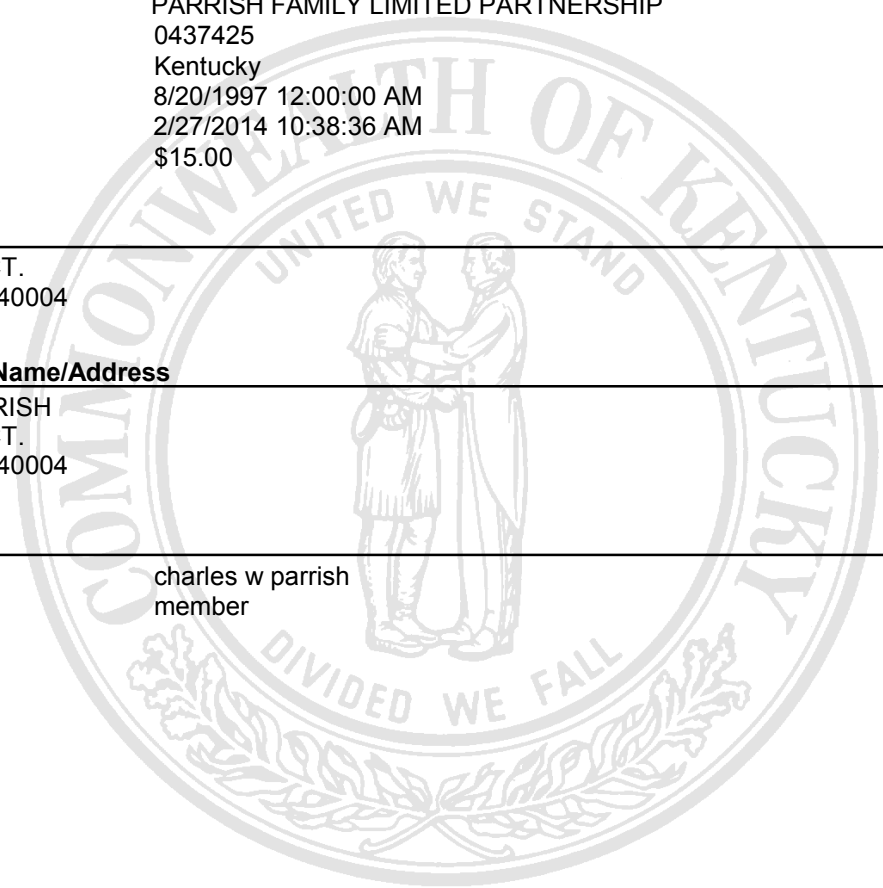 PARRISH FAMILY LIMITED PARTNERSHIP
0437425
Kentucky
8/20/1997 12:00:00 AM
2/27/2014 10:38:36 AM
$15.00
T.
40004
Name/Address
RISH
T.
40004
charles w parrish
member
COMMONWEALTH OF KENTUCKY
UNITED WE STAND
DIVIDED WE FALL